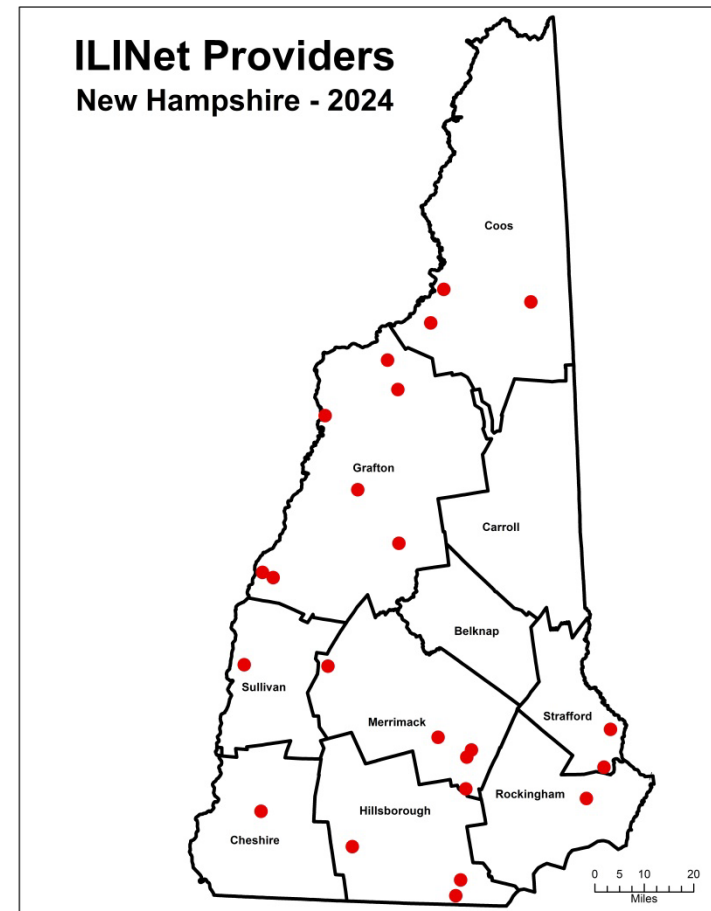 ILINet Providers
New Hampshire - 2024
Coos
Grafton
Carroll
Belknap
Sullivan
Merrimack
Strafford
Rockingham
Hillsborough
Cheshire
0 5 10 20
Miles